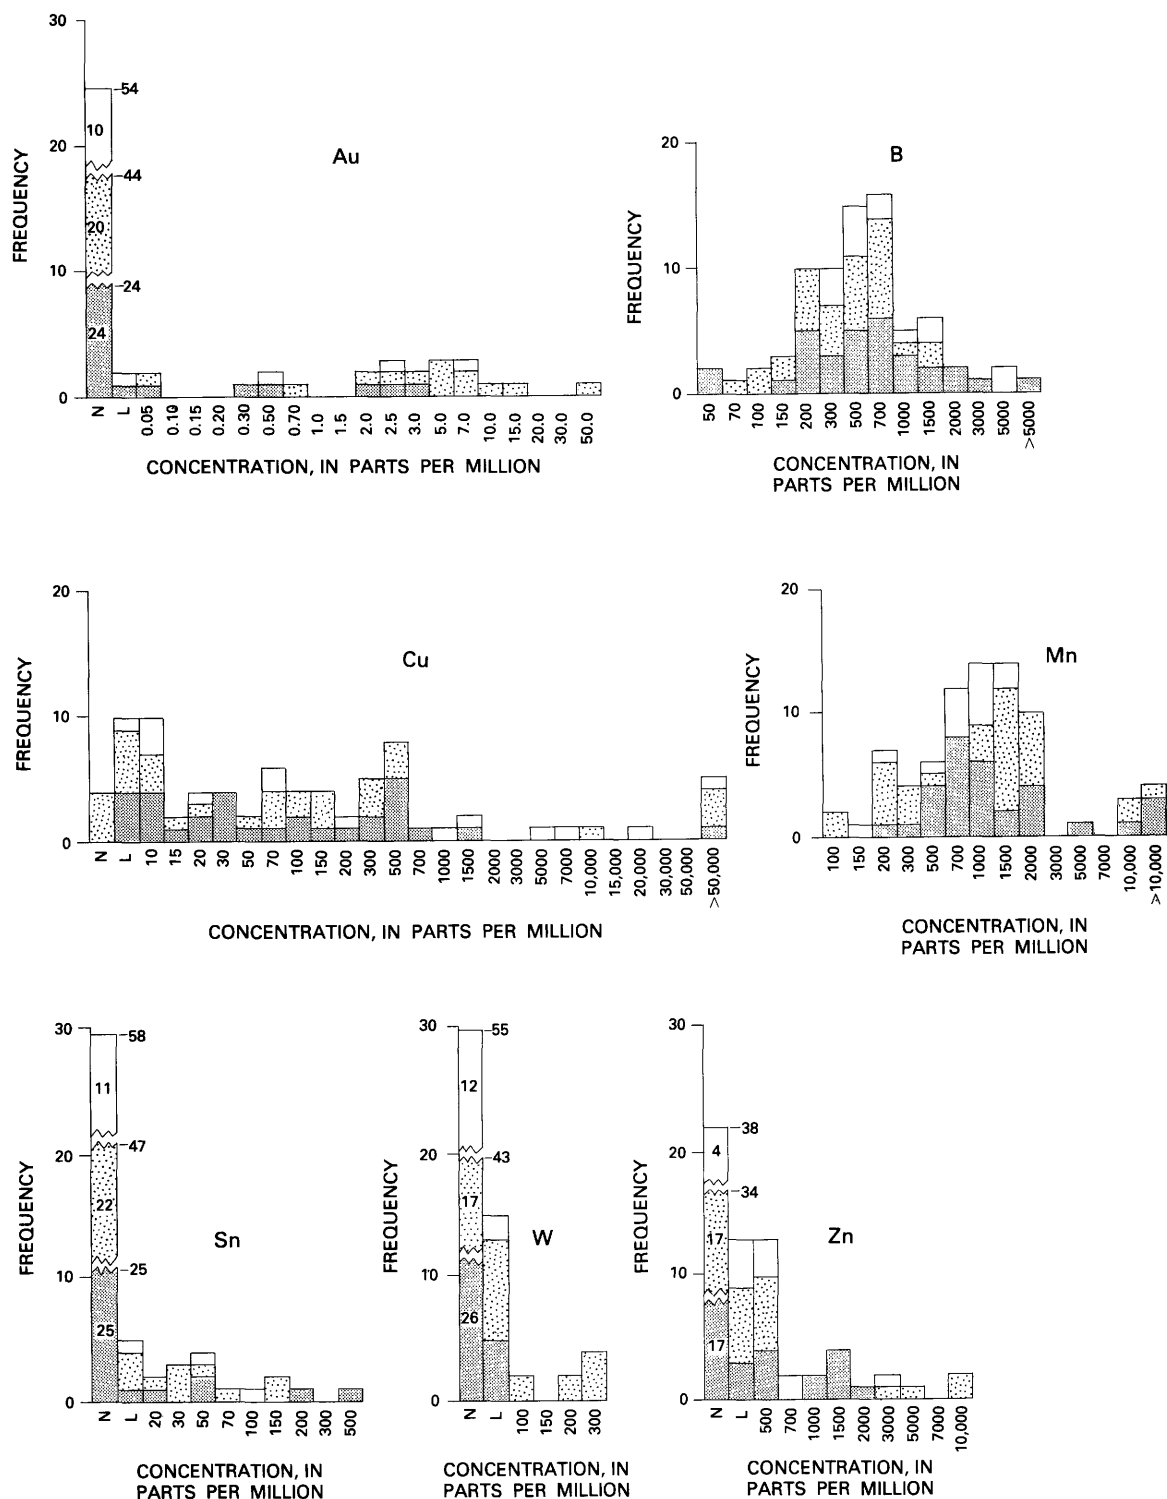 30
20
10
0
FREQUENCY
Au
54
44
24
10
20
24
N L 0.05 0.10 0.15 0.20 0.30 0.50 0.70 1.0 1.5 2.0 2.5 3.0 5.0 7.0 10.0 15.0 20.0 30.0 50.0
CONCENTRATION, IN PARTS PER MILLION
20
10
0
FREQUENCY
B
50 70 100 150 200 300 500 700 1000 1500 2000 3000 5000 >5000
CONCENTRATION, IN
PARTS PER MILLION
20
10
0
FREQUENCY
Cu
N L 10 15 20 30 50 70 100 150 200 300 500 700 1000 1500 2000 3000 5000 7000 10,000 15,000 20,000 30,000 50,000 >50,000
CONCENTRATION, IN PARTS PER MILLION
20
10
0
FREQUENCY
Mn
100 150 200 300 500 700 1000 1500 2000 3000 5000 7000 10,000 >10,000
CONCENTRATION, IN
PARTS PER MILLION
30
20
10
0
FREQUENCY
Sn
58
47
25
11
22
25
N L 20 30 50 70 100 150 200 300 500
CONCENTRATION, IN
PARTS PER MILLION
30
20
10
0
FREQUENCY
W
55
43
12
17
26
N L 100 150 200 300
CONCENTRATION, IN
PARTS PER MILLION
30
20
10
0
FREQUENCY
Zn
38
34
4
17
17
N L 500 700 1000 1500 2000 3000 5000 7000 10,000
CONCENTRATION, IN
PARTS PER MILLION